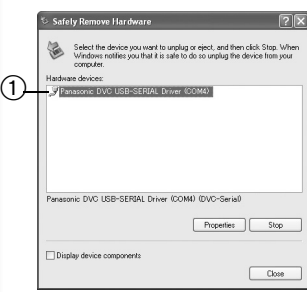 Safely Remove Hardware
Select the device you want to unplug or eject, and then click Stop. When
Windows notifies you that it is safe to do so unplug the device from your
computer.
Hardware devices:
1
Panasonic DVC USB-SERIAL Driver (COM4)
Panasonic DVC USB-SERIAL Driver (COM4) (DVC-Serial)
Properties
Stop
Display device components
Close